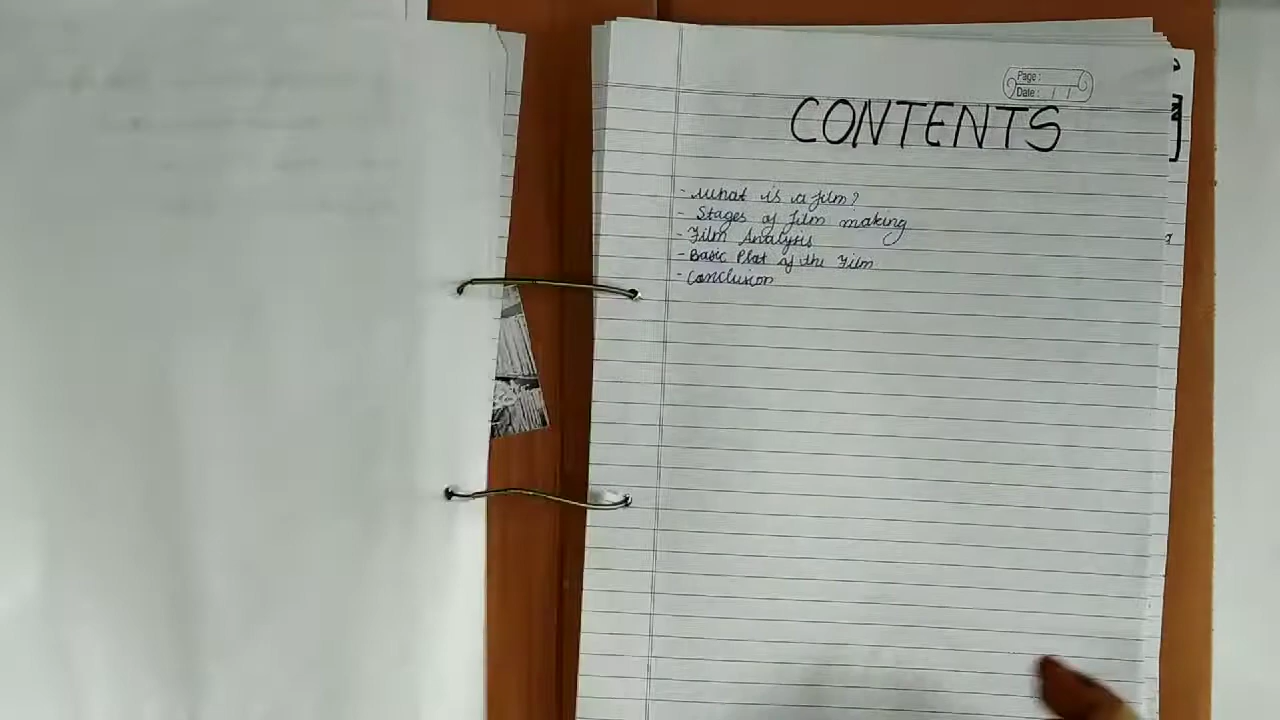 Page:
Date: / /
CONTENTS
- What is a film?
- Stages of film making
- Film Analysis
- Basic Plot of the Film
- Conclusion